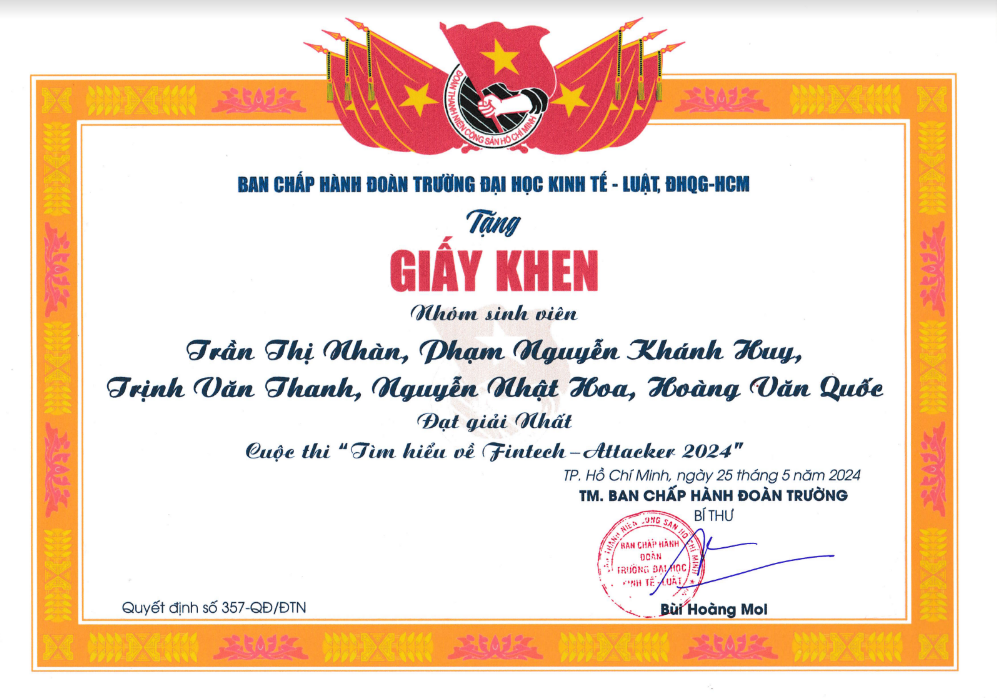 ĐOÀN THANH NIÊN CỘNG SẢN HỒ CHÍ MINH
BAN CHẤP HÀNH ĐOÀN TRƯỜNG ĐẠI HỌC KINH TẾ - LUẬT, ĐHQG-HCM
Tặng
GIẤY KHEN
Nhóm sinh viên
Trần Thị Nhàn, Phạm Nguyễn Khánh Huy,
Trịnh Văn Thanh, Nguyễn Nhật Hoa, Hoàng Văn Quốc
Đạt giải Nhất
Cuộc thi “Tìm hiểu về Fintech-Attacker 2024”
TP. Hồ Chí Minh, ngày 25 tháng 5 năm 2024
TM. BAN CHẤP HÀNH ĐOÀN TRƯỜNG
BÍ THƯ
THANH NIÊN CỘNG SẢN HỒ CHÍ MINH
BAN CHẤP HÀNH
ĐOÀN
TRƯỜNG ĐẠI HỌC
KINH TẾ - LUẬT
Quyết định số 357-QĐ/ĐTN
Bùi Hoàng Mol